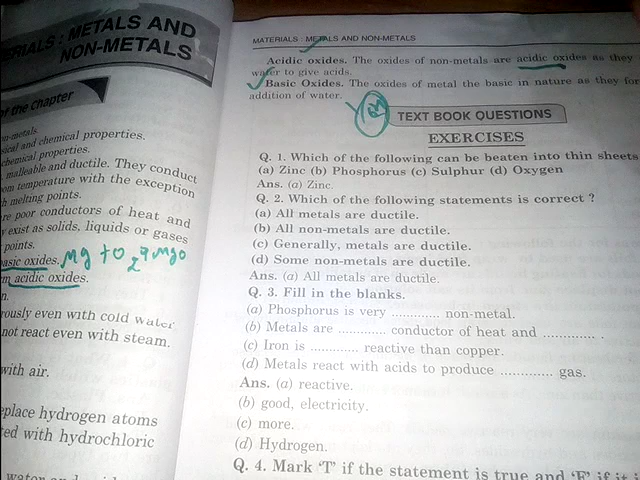 ERIALS : METALS AND
NON-METALS
of the Chapter
n-metals.
sical and chemical properties.
chemical properties.
malleable and ductile. They conduct
om temperature with the exception
h melting points.
re poor conductors of heat and
y exist as solids, liquids or gases
points.
asic oxides. Mg + O2 → MgO
m acidic oxides.
n.
rously even with cold water
not react even with steam.
with air.
eplace hydrogen atoms
ted with hydrochloric
MATERIALS : METALS AND NON-METALS
Acidic oxides. The oxides of non-metals are acidic oxides as they
water to give acids.
Basic Oxides. The oxides of metal the basic in nature as they for
addition of water.
TEXT BOOK QUESTIONS
EXERCISES
Q. 1. Which of the following can be beaten into thin sheets
(a) Zinc (b) Phosphorus (c) Sulphur (d) Oxygen
Ans. (a) Zinc.
Q. 2. Which of the following statements is correct ?
(a) All metals are ductile.
(b) All non-metals are ductile.
(c) Generally, metals are ductile.
(d) Some non-metals are ductile.
Ans. (a) All metals are ductile.
Q. 3. Fill in the blanks.
(a) Phosphorus is very ............ non-metal.
(b) Metals are ............ conductor of heat and ............ .
(c) Iron is ............ reactive than copper.
(d) Metals react with acids to produce ............ gas.
Ans. (a) reactive.
(b) good, electricity.
(c) more.
(d) Hydrogen.
Q. 4. Mark 'T' if the statement is true and 'F' if it i